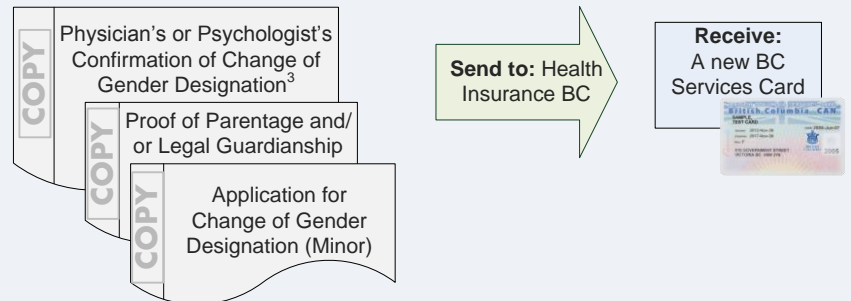 COPY
Physician's or Psychologist's
Confirmation of Change of
Gender Designation3
COPY
Proof of Parentage and/
or Legal Guardianship
COPY
Application for
Change of Gender
Designation (Minor)
Send to: Health
Insurance BC
Receive:
A new BC
Services Card
British Columbia CAN
SAMPLE,
TEST CARD